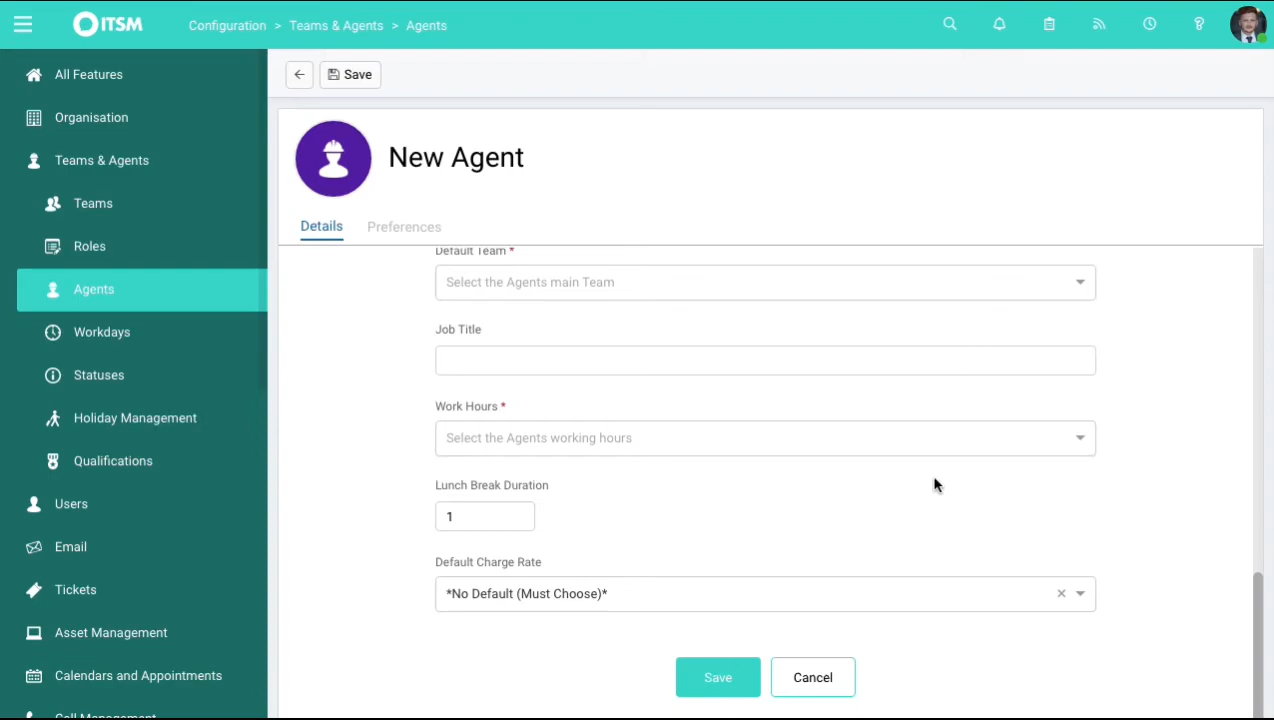 ITSM
Configuration > Teams & Agents > Agents
All Features
Organisation
Teams & Agents
Teams
Roles
Agents
Workdays
Statuses
Holiday Management
Qualifications
Users
Email
Tickets
Asset Management
Calendars and Appointments
Call Management
Save
New Agent
Details
Preferences
Default Team *
Select the Agents main Team
Job Title
Work Hours *
Select the Agents working hours
Lunch Break Duration
1
Default Charge Rate
*No Default (Must Choose)*
Save
Cancel